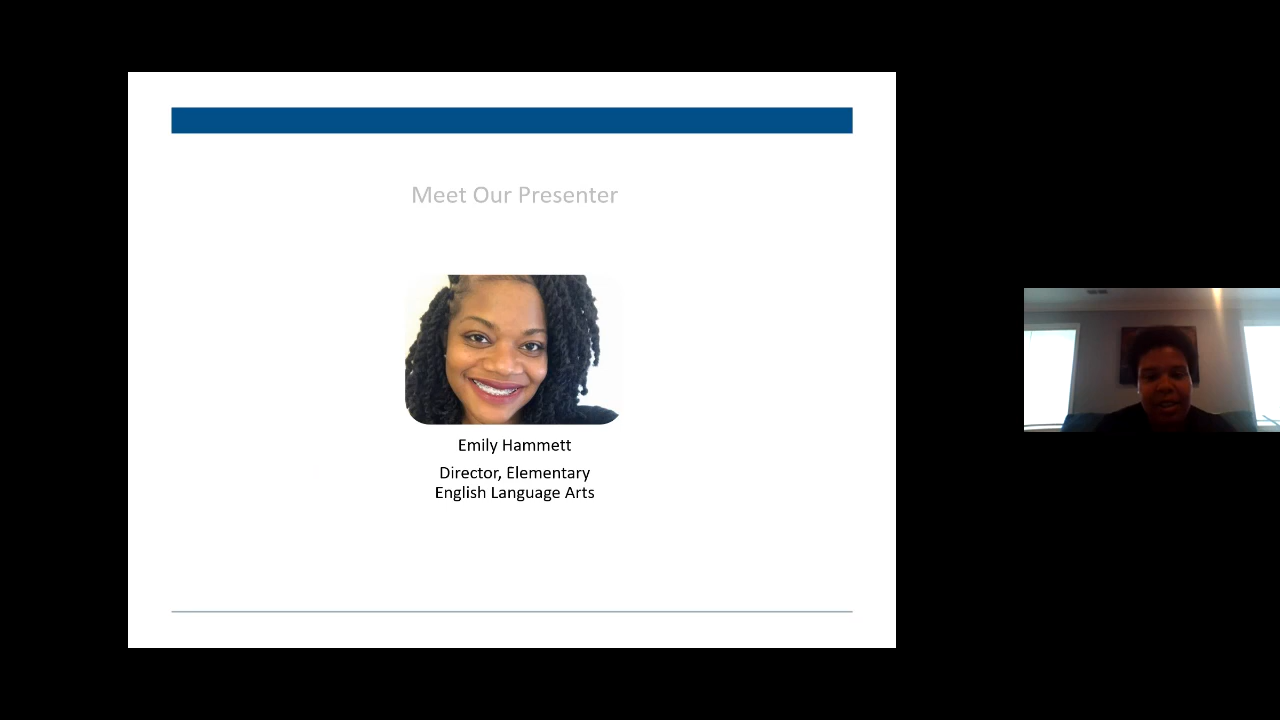 Meet Our Presenter
Emily Hammett
Director, Elementary
English Language Arts